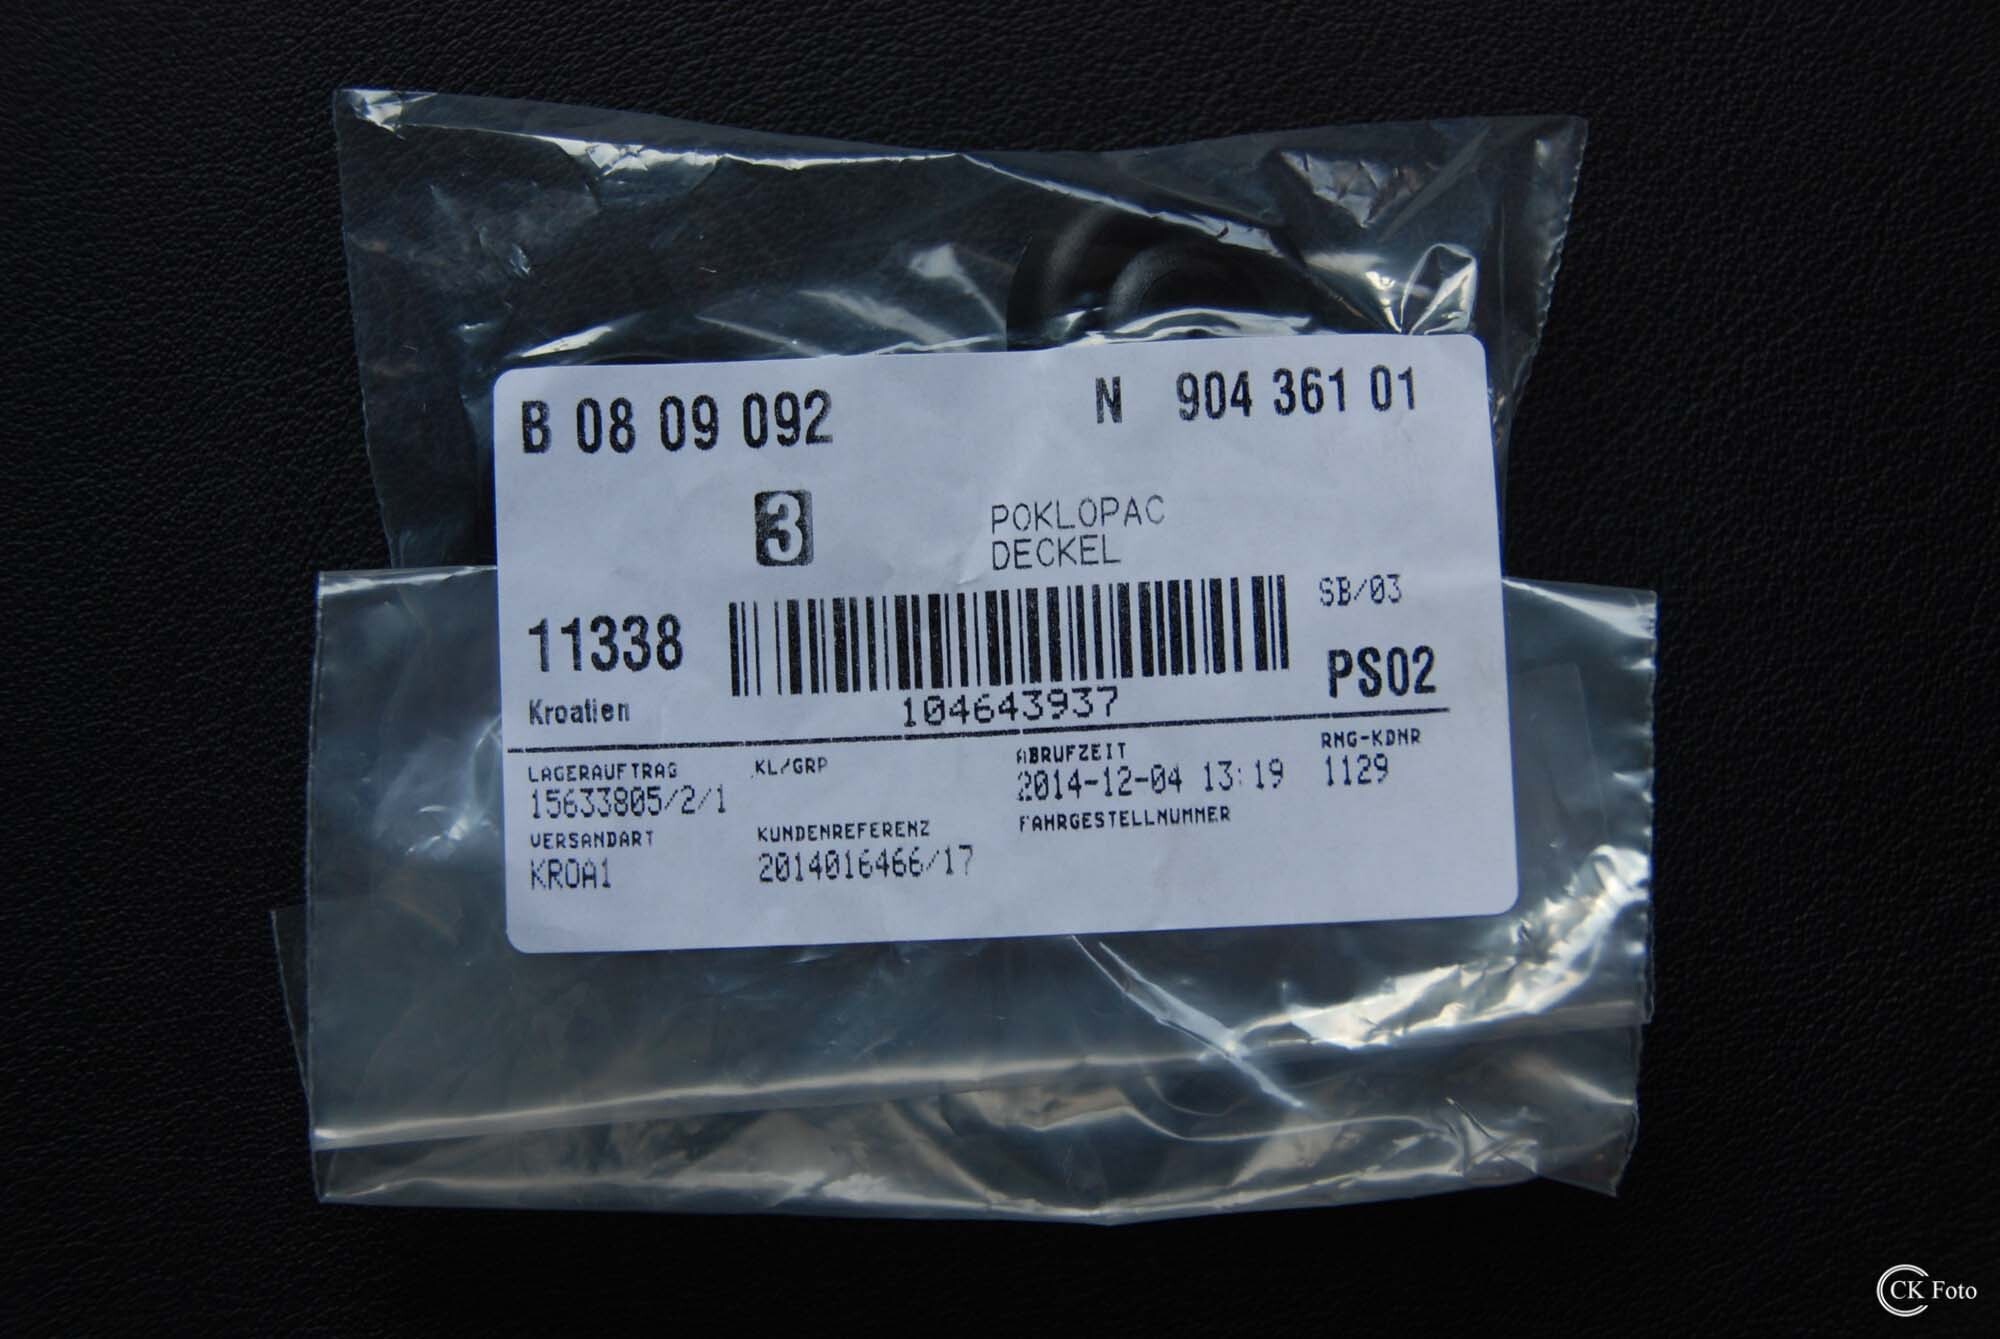 B 08 09 092 N 904 361 01
3
POKLOPAC
DECKEL
SB/03
11338
PS02
Kroatien
104643937
LAGERAUFTRAG KL/GRP ABRUFZEIT RNG-KDNR
15633805/2/1 2014-12-04 13:19 1129
VERSANDART KUNDENREFERENZ FAHRGESTELLNUMMER
KROA1 2014016466/17
CK Foto